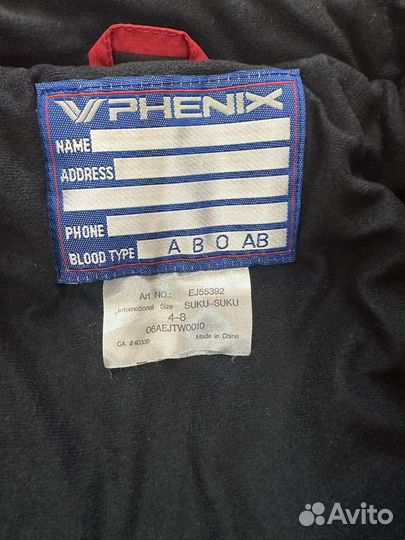 PHENIX
NAME
ADDRESS
PHONE
BLOOD TYPE A B O AB
Art NO.: EJ55392
International Size SUKU-SUKU
4-8
06AEJTW0010
CA #40339 Made in China
Avito